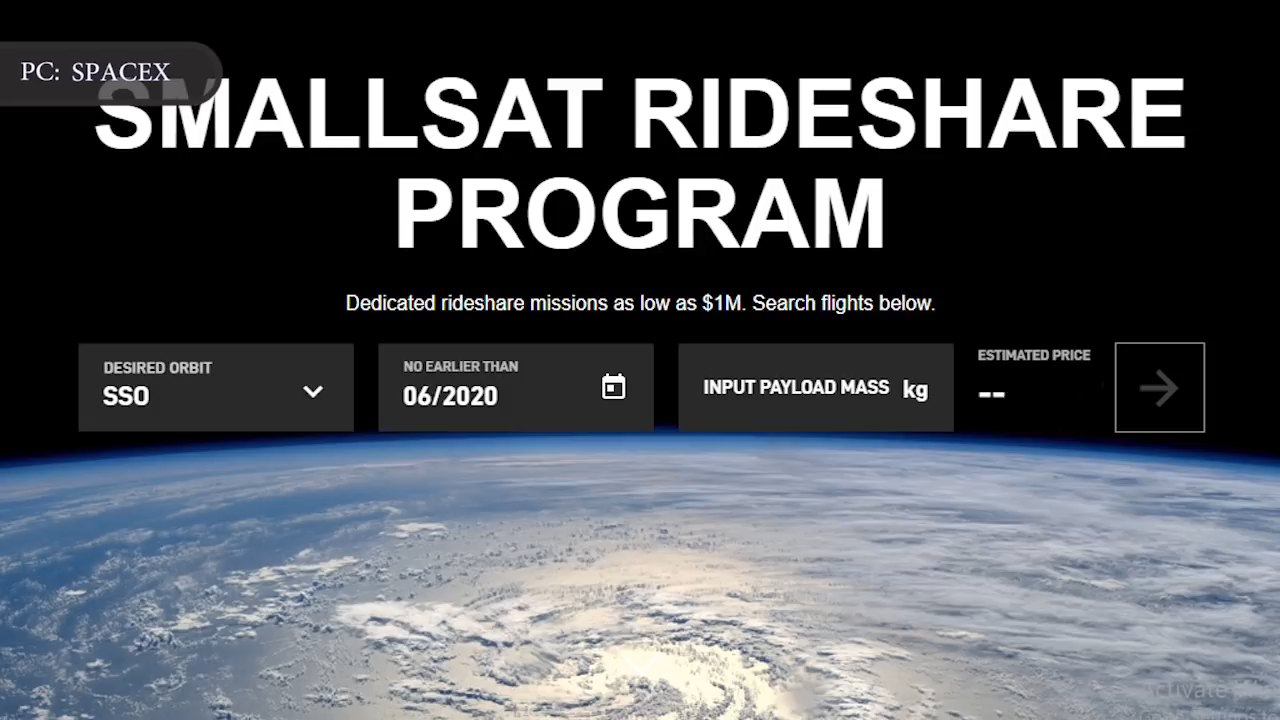 PC: SPACEX
SMALLSAT RIDESHARE
PROGRAM
Dedicated rideshare missions as low as $1M. Search flights below.
DESIRED ORBIT
SSO
NO EARLIER THAN
06/2020
INPUT PAYLOAD MASS kg
ESTIMATED PRICE
--
Activate